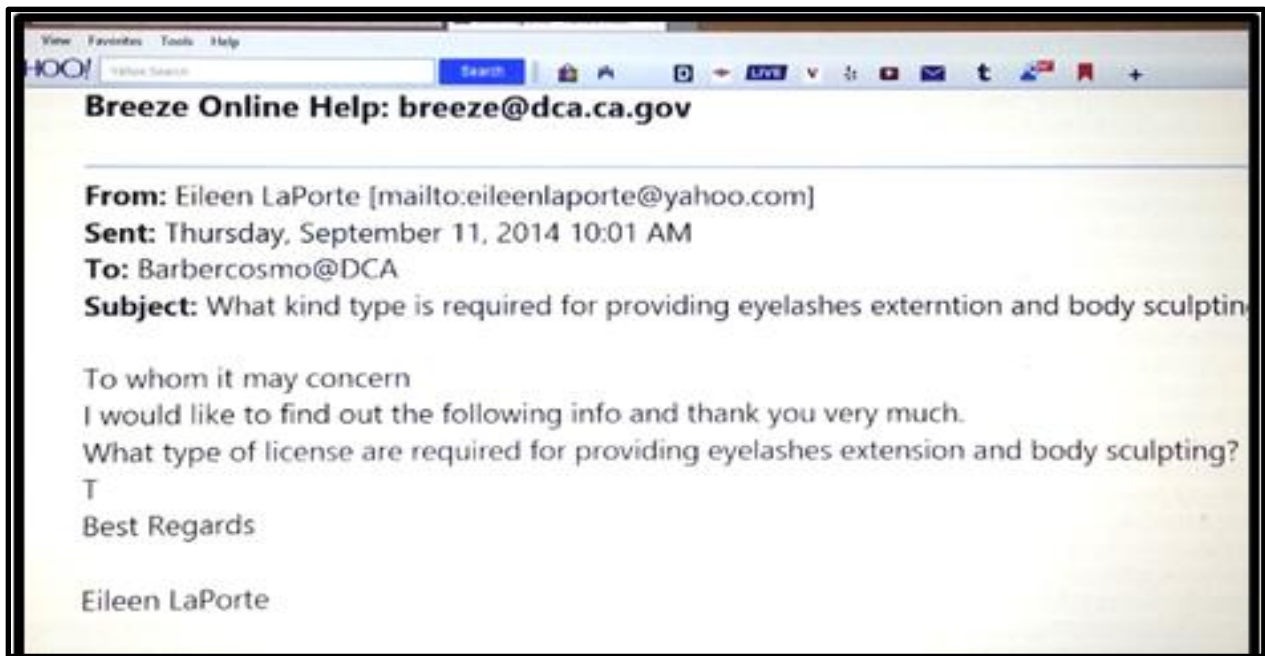 View Favorites Tools Help
HOO! Yahoo Search Search LIVE t +
Breeze Online Help: breeze@dca.ca.gov
From: Eileen LaPorte [mailto:eileenlaporte@yahoo.com]
Sent: Thursday, September 11, 2014 10:01 AM
To: Barbercosmo@DCA
Subject: What kind type is required for providing eyelashes externtion and body sculptin
To whom it may concern
I would like to find out the following info and thank you very much.
What type of license are required for providing eyelashes extension and body sculpting?
T
Best Regards
Eileen LaPorte